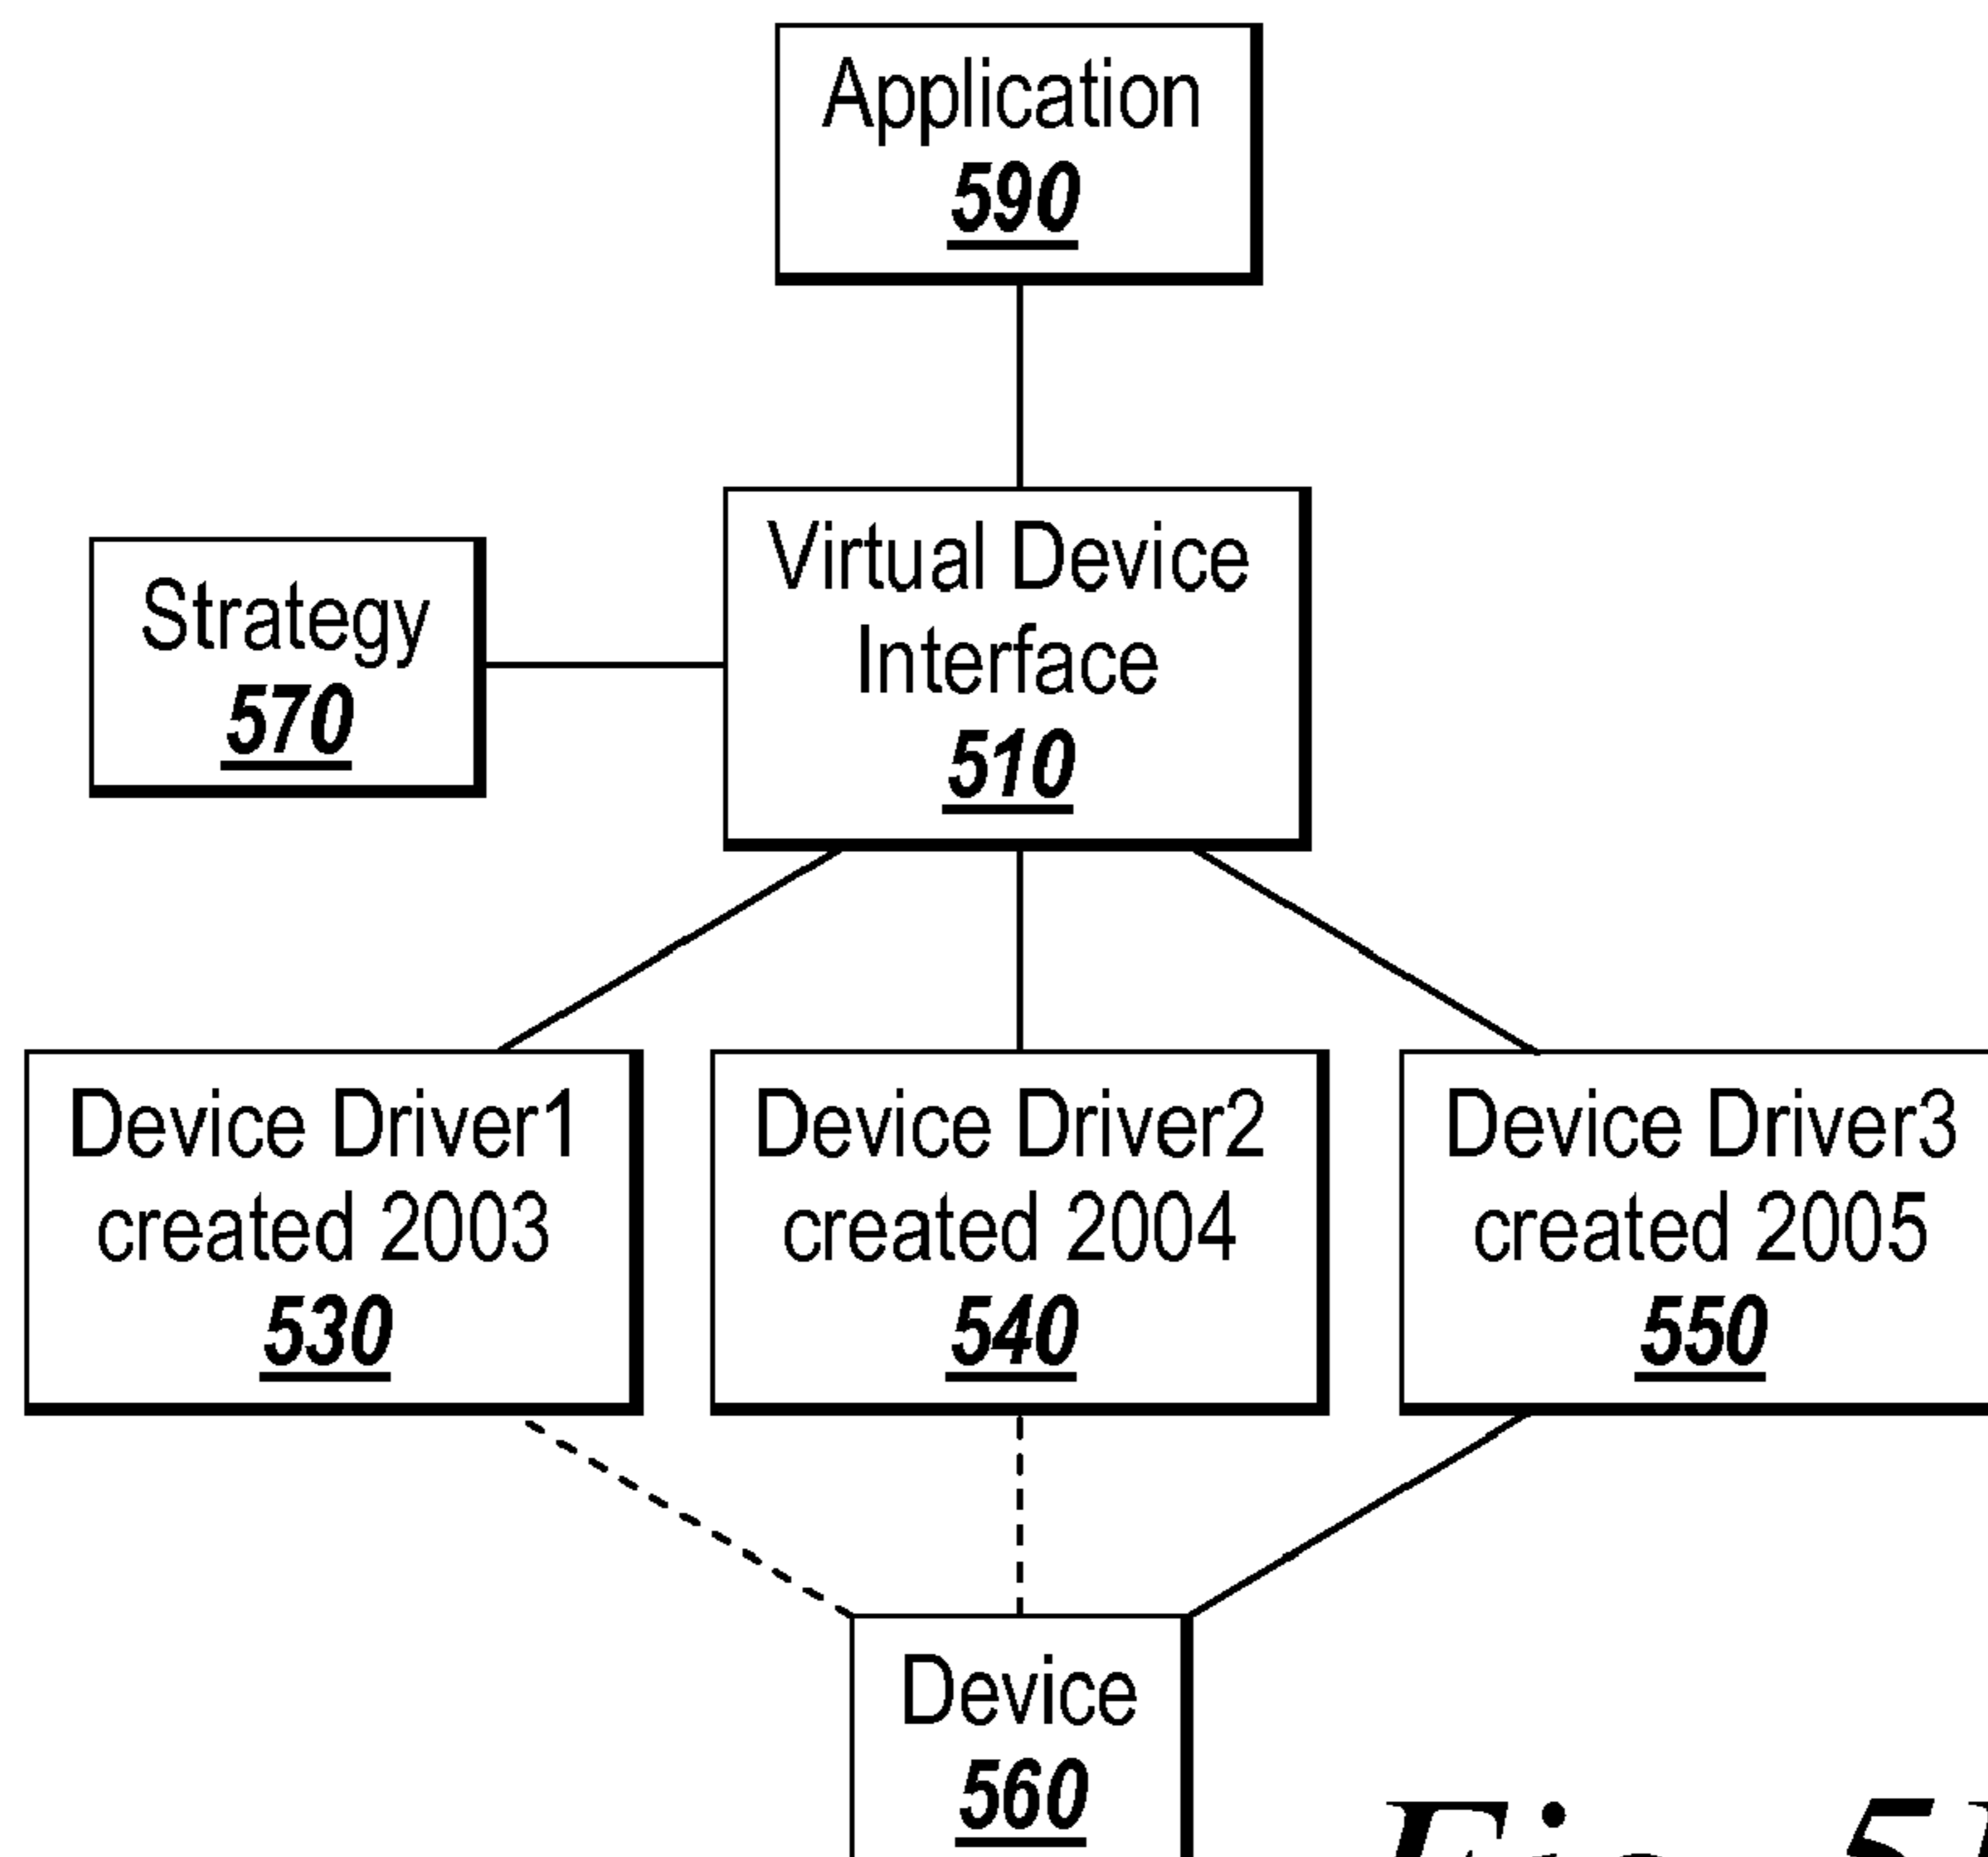 Application
590
Virtual Device
Interface
510
Strategy
570
Device Driver1
created 2003
530
Device Driver2
created 2004
540
Device Driver3
created 2005
550
Device
560